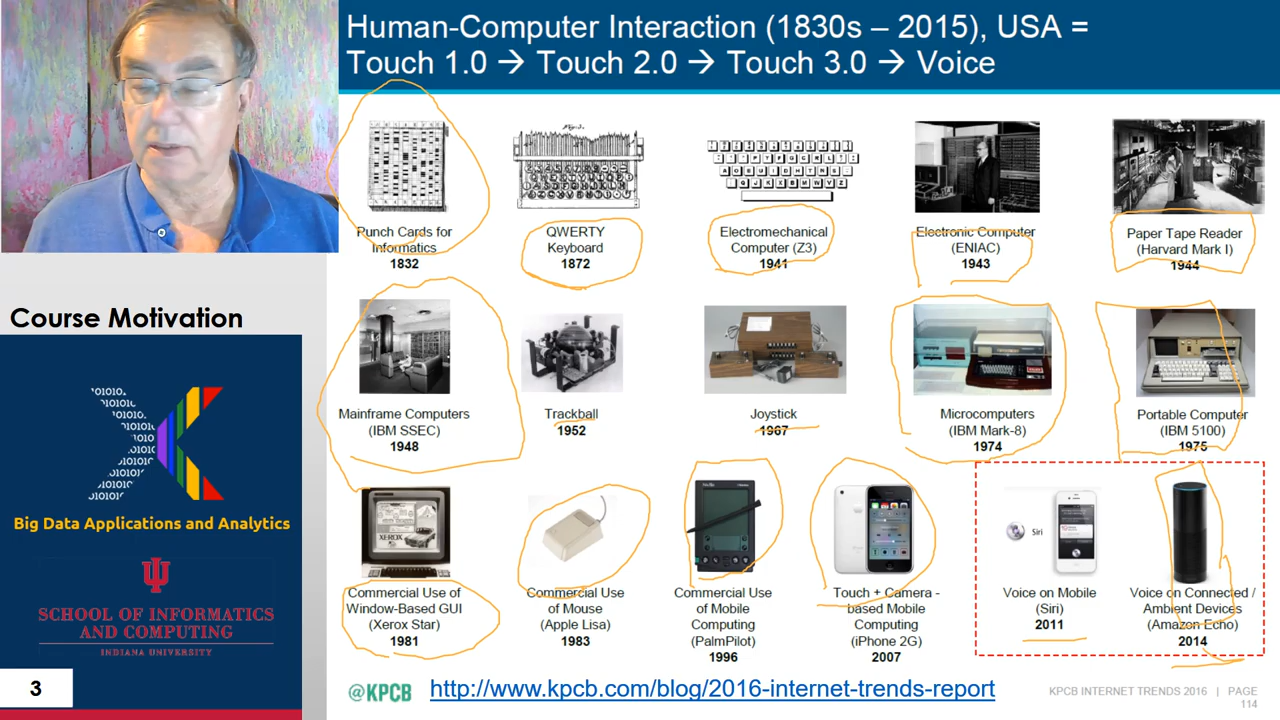 Human-Computer Interaction (1830s – 2015), USA =
Touch 1.0 → Touch 2.0 → Touch 3.0 → Voice
Punch Cards for
Informatics
1832
QWERTY
Keyboard
1872
Electromechanical
Computer (Z3)
1941
Electronic Computer
(ENIAC)
1943
Paper Tape Reader
(Harvard Mark I)
1944
Course Motivation
Mainframe Computers
(IBM SSEC)
1948
Trackball
1952
Joystick
1967
Microcomputers
(IBM Mark-8)
1974
Portable Computer
(IBM 5100)
1975
Big Data Applications and Analytics
SCHOOL OF INFORMATICS
AND COMPUTING
INDIANA UNIVERSITY
XEROX
Commercial Use of
Window-Based GUI
(Xerox Star)
1981
Commercial Use
of Mouse
(Apple Lisa)
1983
Commercial Use
of Mobile
Computing
(PalmPilot)
1996
Touch + Camera -
based Mobile
Computing
(iPhone 2G)
2007
Siri
Voice on Mobile
(Siri)
2011
Voice on Connected /
Ambient Devices
(Amazon Echo)
2014
3
@KPCB
http://www.kpcb.com/blog/2016-internet-trends-report
KPCB INTERNET TRENDS 2016 | PAGE
114